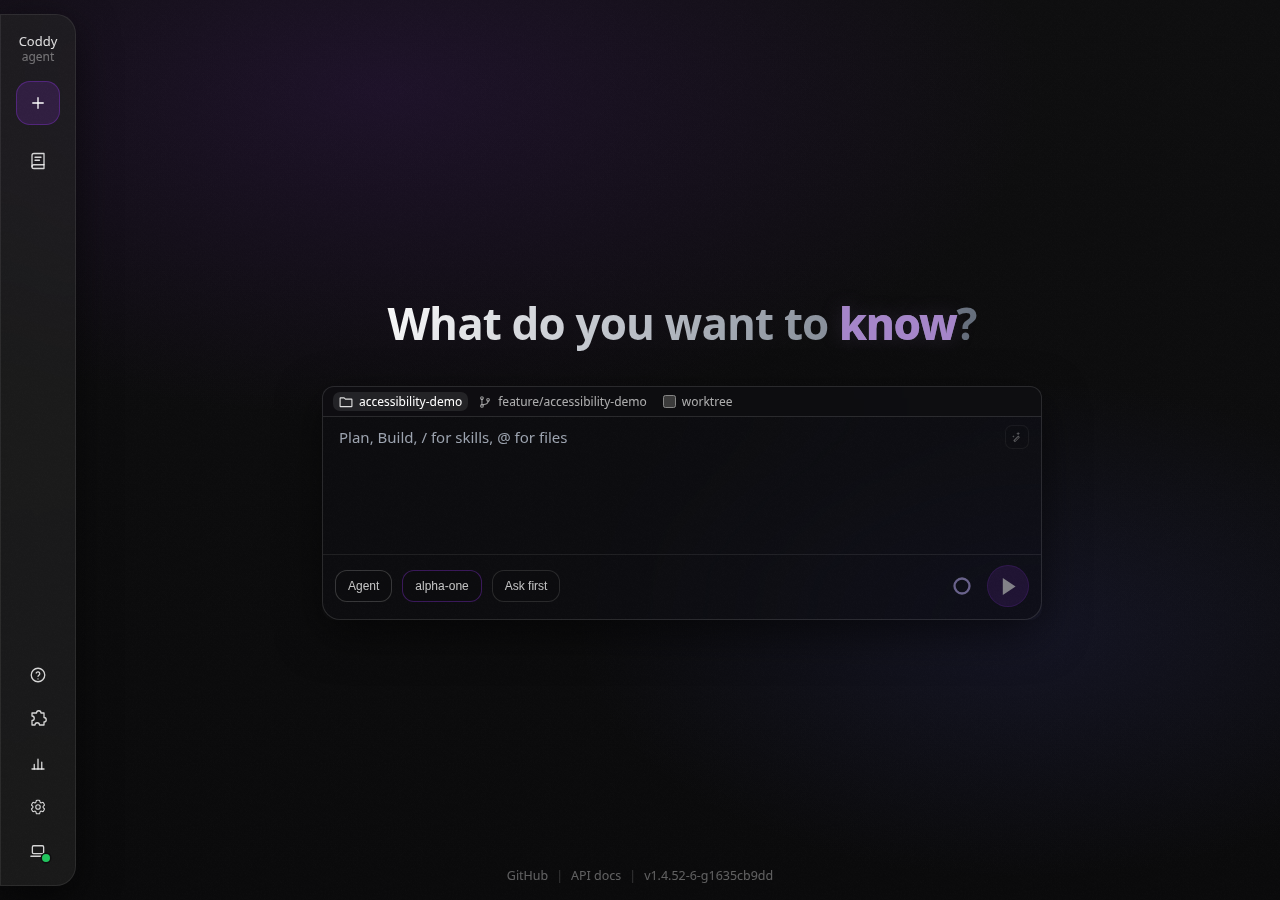 Coddy
agent
What do you want to know?
accessibility-demo
feature/accessibility-demo
worktree
Plan, Build, / for skills, @ for files
Agent
alpha-one
Ask first
GitHub | API docs | v1.4.52-6-g1635cb9dd